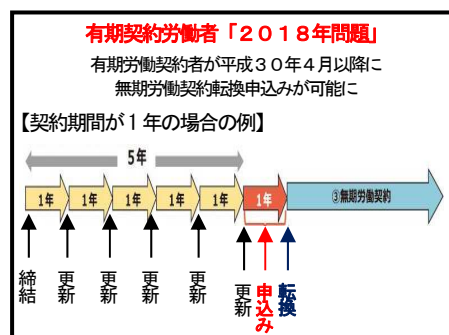 有期契約労働者「２０１８年問題」
有期労働契約者が平成３０年４月以降に
無期労働契約転換申込みが可能に
【契約期間が１年の場合の例】
5年
1年 1年 1年 1年 1年 1年 ③無期労働契約
締結 更新 更新 更新 更新 更新 申込み 転換